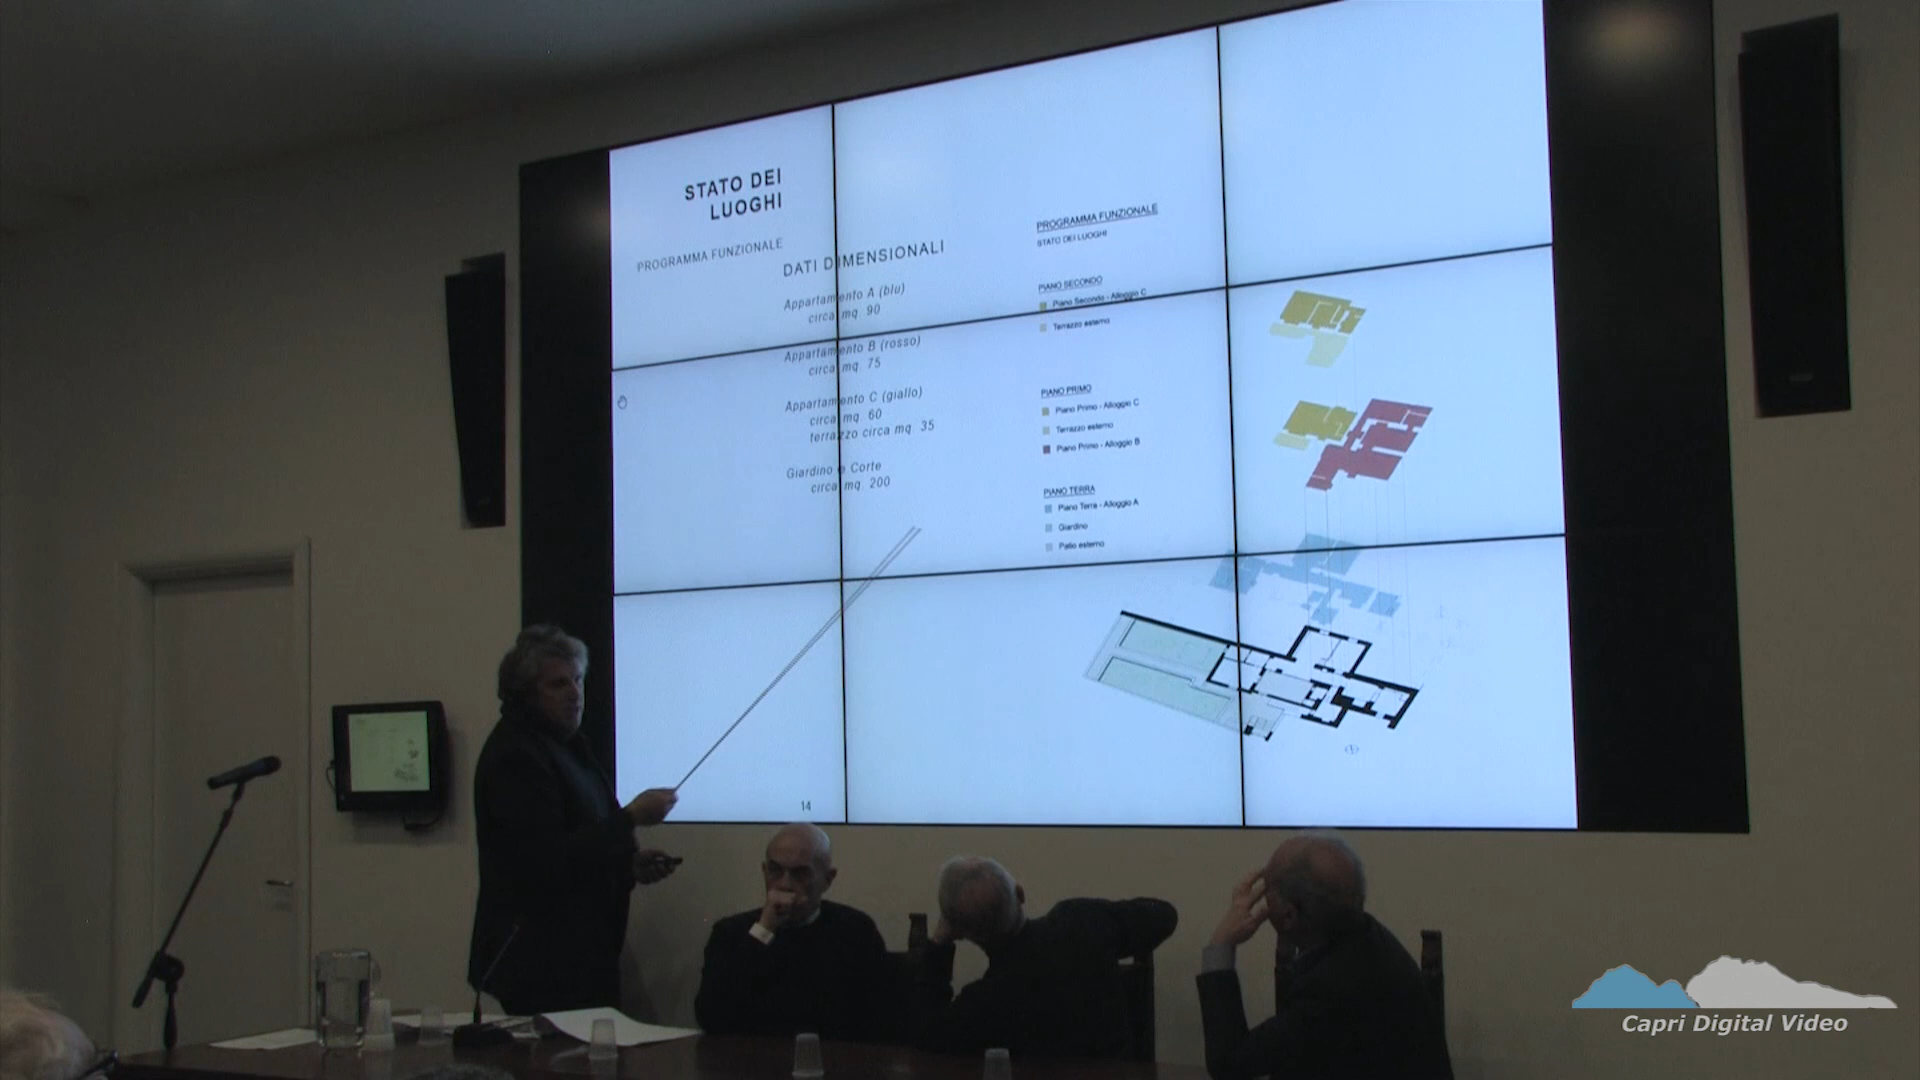 STATO DEI
LUOGHI
PROGRAMMA FUNZIONALE
DATI DIMENSIONALI
Appartamento A (blu)
circa mq. 90
Appartamento B (rosso)
circa mq. 75
Appartamento C (giallo)
circa mq. 60
terrazzo circa mq. 35
Giardino e Corte
circa mq. 200
14
PROGRAMMA FUNZIONALE
STATO DEI LUOGHI
PIANO SECONDO
Piano Secondo - Alloggio C
Terrazzo esterno
PIANO PRIMO
Piano Primo - Alloggio C
Terrazzo esterno
Piano Primo - Alloggio B
PIANO TERRA
Piano Terra - Alloggio A
Giardino
Patio esterno
Capri Digital Video